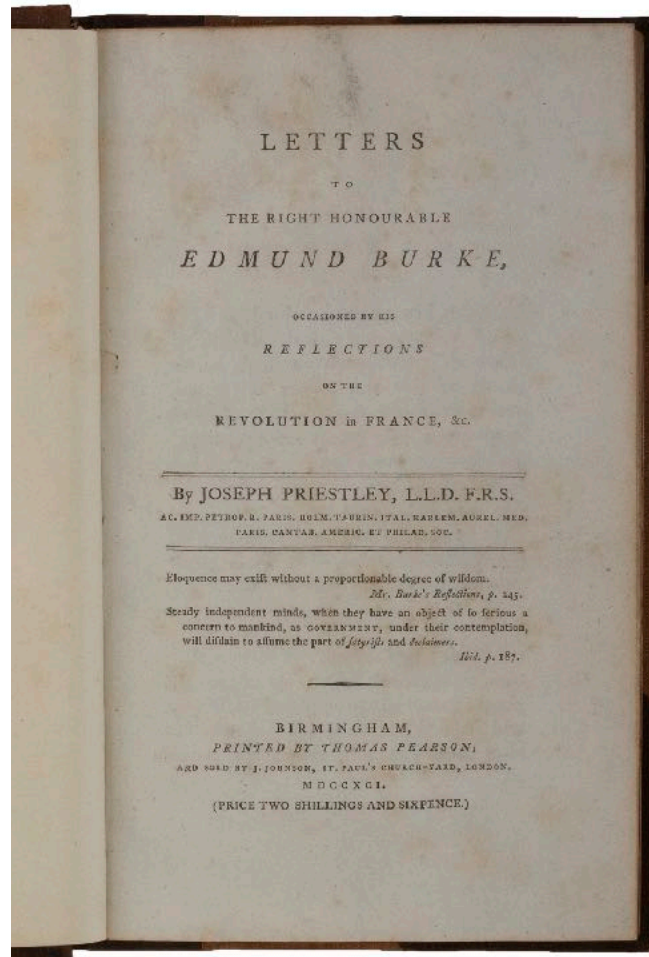 LETTERS
TO
THE RIGHT HONOURABLE
EDMUND BURKE,
OCCASIONED BY HIS
REFLECTIONS
ON THE
REVOLUTION in FRANCE, &c.
By JOSEPH PRIESTLEY, L.L.D. F.R.S.
AC. IMP. PETROP. R. PARIS. HOLM. TAURIN. ITAL. HARLEM. AUREL. MED.
PARIS. CANTAB. AMERIC. ET PHILAD. SOC.
Eloquence may exiſt without a proportionable degree of wiſdom.
Mr. Burke's Reflections, p. 245.
Steady independent minds, when they have an object of ſo ſerious a
concern to mankind, as GOVERNMENT, under their contemplation,
will diſdain to aſſume the part of ſatyriſts and declaimers.
Ibid. p. 187.
BIRMINGHAM,
PRINTED BY THOMAS PEARSON;
AND SOLD BY J. JOHNSON, ST. PAUL'S CHURCH-YARD, LONDON.
MDCCXCI.
(PRICE TWO SHILLINGS AND SIXPENCE.)